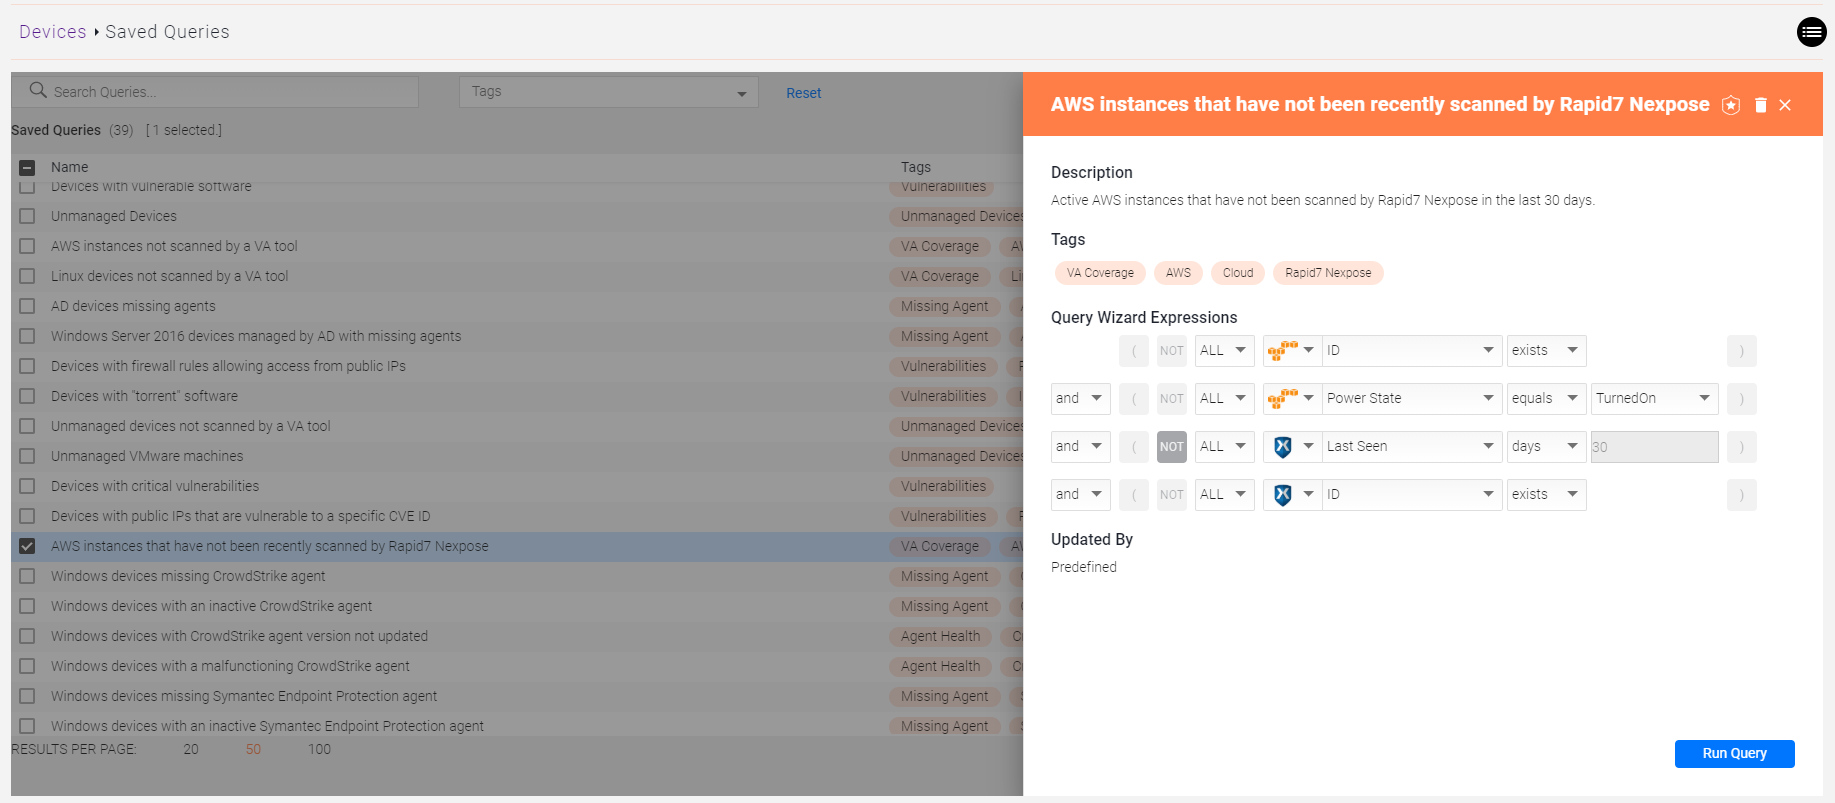 Devices Saved Queries
Search Queries... Tags Reset
Saved Queries (39) [ 1 selected.]
Name Tags
Devices with vulnerable software Vulnerabilities
Unmanaged Devices Unmanaged Devices
AWS instances not scanned by a VA tool VA Coverage
Linux devices not scanned by a VA tool VA Coverage
AD devices missing agents Missing Agent
Windows Server 2016 devices managed by AD with missing agents Missing Agent
Devices with firewall rules allowing access from public IPs Vulnerabilities
Devices with "torrent" software Vulnerabilities
Unmanaged devices not scanned by a VA tool Unmanaged Devices
Unmanaged VMware machines Unmanaged Devices
Devices with critical vulnerabilities Vulnerabilities
Devices with public IPs that are vulnerable to a specific CVE ID Vulnerabilities
AWS instances that have not been recently scanned by Rapid7 Nexpose VA Coverage
Windows devices missing CrowdStrike agent Missing Agent
Windows devices with an inactive CrowdStrike agent Missing Agent
Windows devices with CrowdStrike agent version not updated Agent Health
Windows devices with a malfunctioning CrowdStrike agent Agent Health
Windows devices missing Symantec Endpoint Protection agent Missing Agent
Windows devices with an inactive Symantec Endpoint Protection agent Missing Agent
RESULTS PER PAGE: 20 50 100
AWS instances that have not been recently scanned by Rapid7 Nexpose
Description
Active AWS instances that have not been scanned by Rapid7 Nexpose in the last 30 days.
Tags
VA Coverage AWS Cloud Rapid7 Nexpose
Query Wizard Expressions
( NOT ALL ID exists )
and ( NOT ALL Power State equals TurnedOn )
and ( NOT ALL Last Seen days 30 )
and ( NOT ALL ID exists )
Updated By
Predefined
Run Query